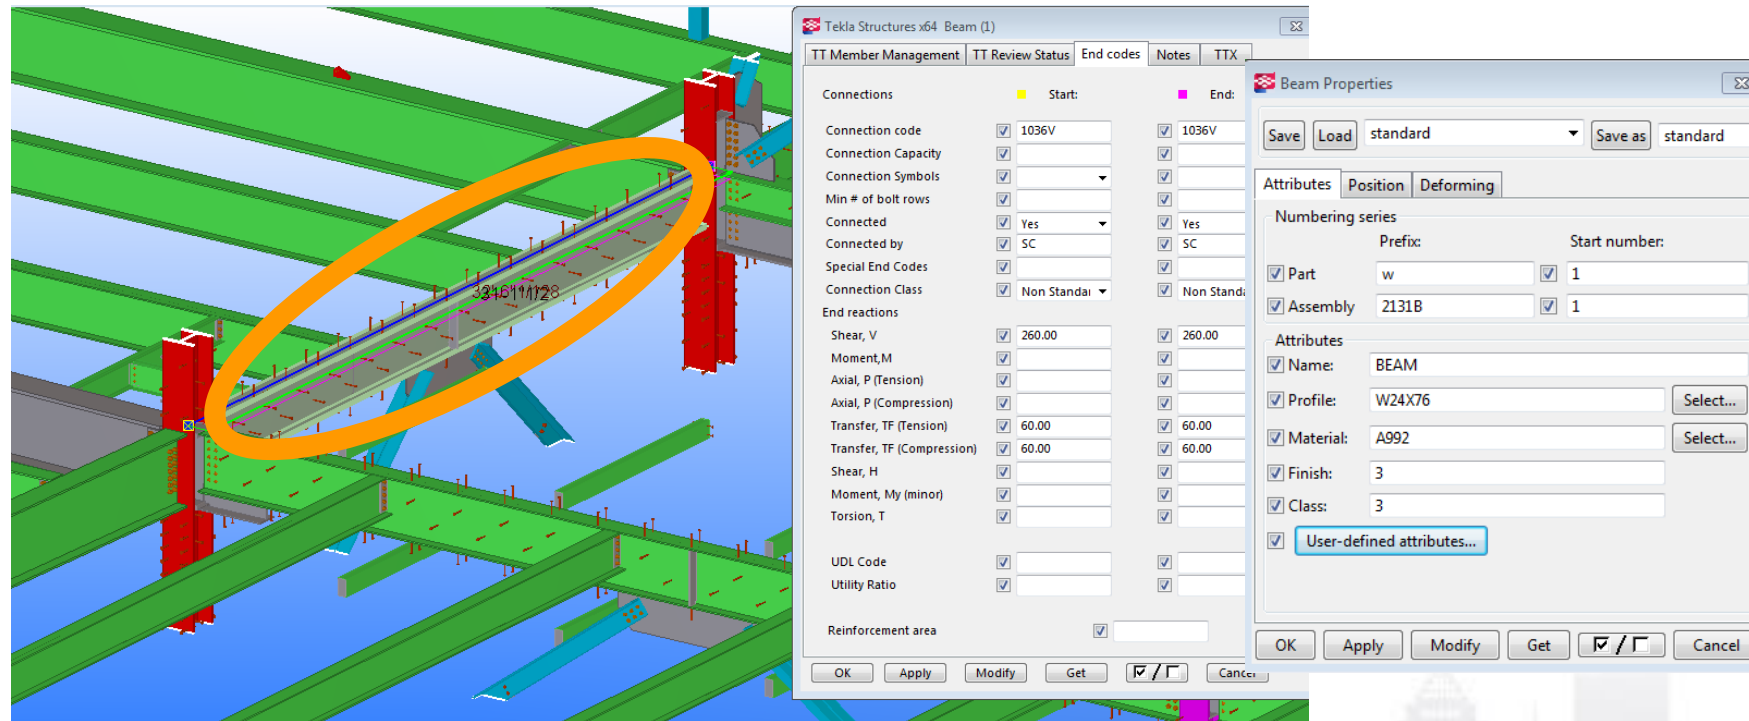 Tekla Structures x64 Beam (1)
TT Member Management TT Review Status End codes Notes TTX
Connections Start: End:
Connection code 1036V 1036V
Connection Capacity
Connection Symbols
Min # of bolt rows
Connected Yes Yes
Connected by SC SC
Special End Codes
Connection Class Non Standar Non Standa
End reactions
Shear, V 260.00 260.00
Moment,M
Axial, P (Tension)
Axial, P (Compression)
Transfer, TF (Tension) 60.00 60.00
Transfer, TF (Compression) 60.00 60.00
Shear, H
Moment, My (minor)
Torsion, T
UDL Code
Utility Ratio
Reinforcement area
OK Apply Modify Get / Cancel
Beam Properties
Save Load standard Save as standard
Attributes Position Deforming
Numbering series
Prefix: Start number:
Part w 1
Assembly 2131B 1
Attributes
Name: BEAM
Profile: W24X76 Select...
Material: A992 Select...
Finish: 3
Class: 3
User-defined attributes...
OK Apply Modify Get / Cancel